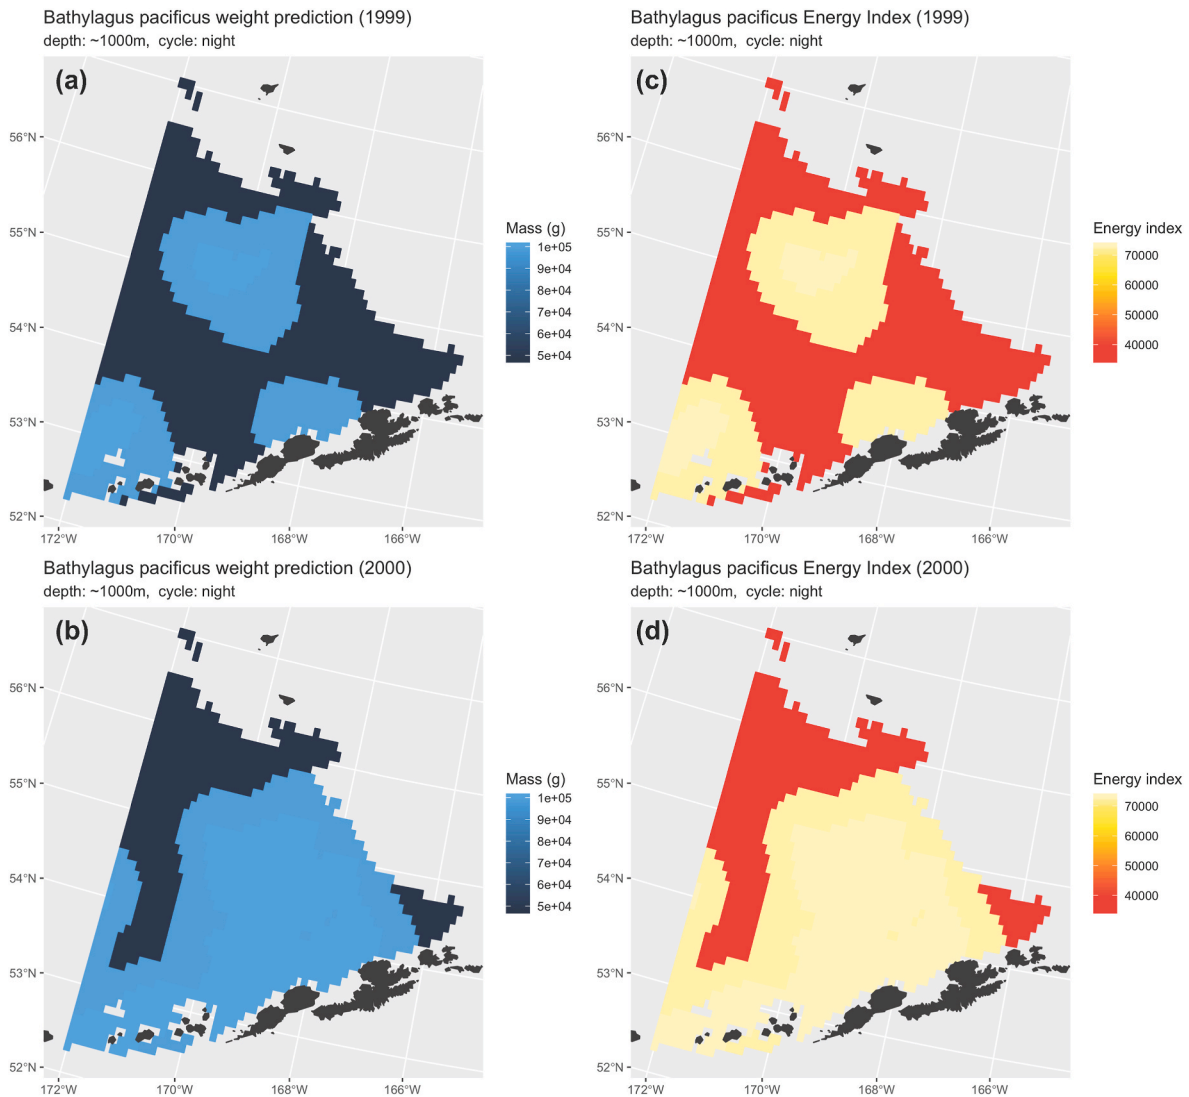 Bathylagus pacificus weight prediction (1999)
depth: ~1000m, cycle: night
(a)
56°N
55°N
54°N
53°N
52°N
172°W
170°W
168°W
166°W
Mass (g)
1e+05
9e+04
8e+04
7e+04
6e+04
5e+04
Bathylagus pacificus Energy Index (1999)
depth: ~1000m, cycle: night
(c)
172°W
170°W
168°W
166°W
Energy index
70000
60000
50000
40000
Bathylagus pacificus weight prediction (2000)
depth: ~1000m, cycle: night
(b)
56°N
55°N
54°N
53°N
52°N
172°W
170°W
168°W
166°W
Mass (g)
1e+05
9e+04
8e+04
7e+04
6e+04
5e+04
Bathylagus pacificus Energy Index (2000)
depth: ~1000m, cycle: night
(d)
56°N
55°N
54°N
53°N
52°N
172°W
170°W
168°W
166°W
Energy index
70000
60000
50000
40000